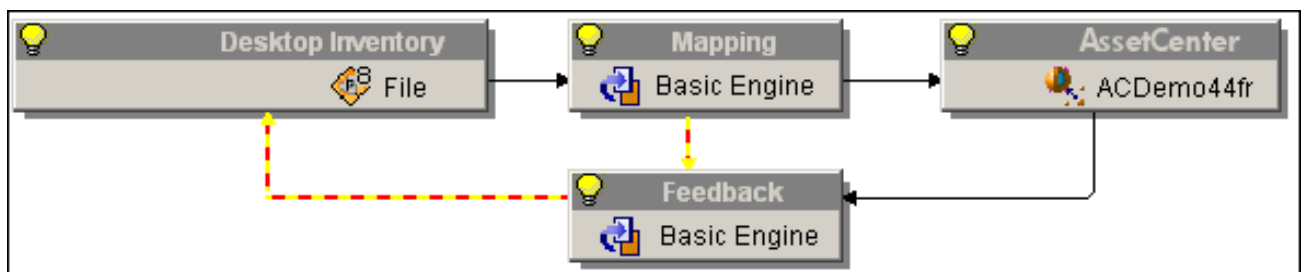 Desktop Inventory
File
Mapping
Basic Engine
AssetCenter
ACDemo44fr
Feedback
Basic Engine